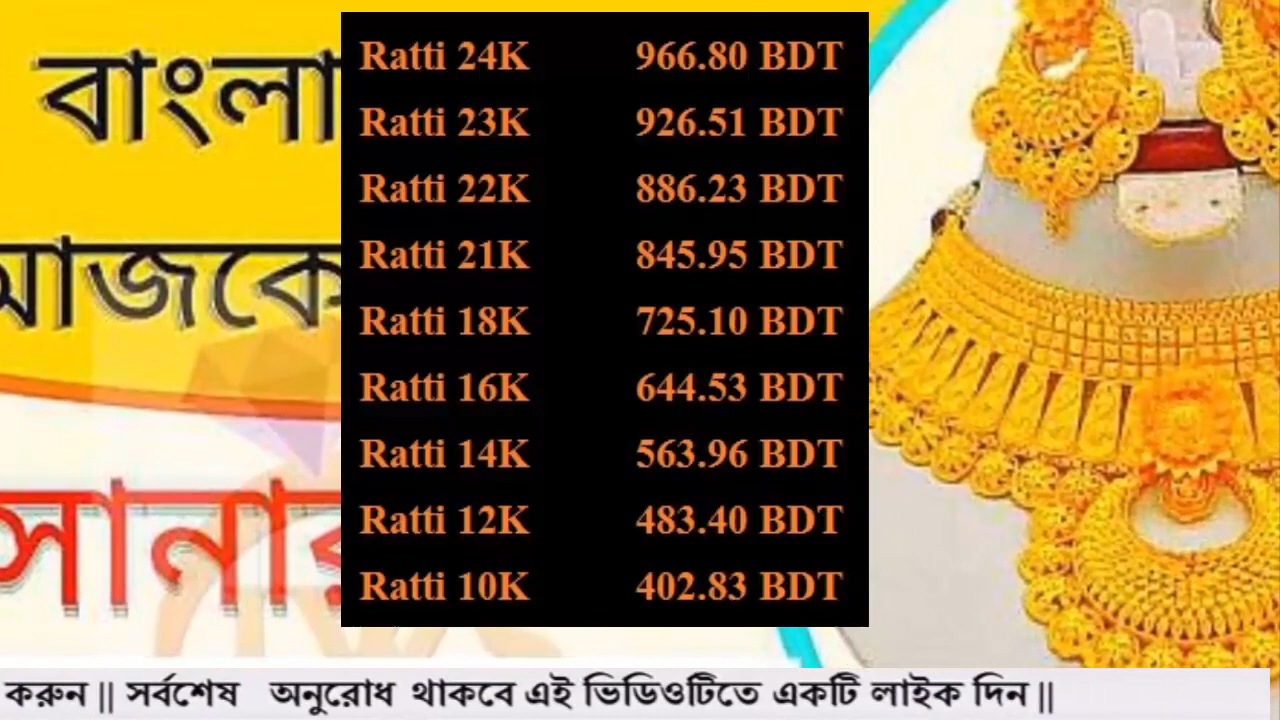 বাংলা
আজকে
সোনার
Ratti 24K 966.80 BDT
Ratti 23K 926.51 BDT
Ratti 22K 886.23 BDT
Ratti 21K 845.95 BDT
Ratti 18K 725.10 BDT
Ratti 16K 644.53 BDT
Ratti 14K 563.96 BDT
Ratti 12K 483.40 BDT
Ratti 10K 402.83 BDT
করুন || সর্বশেষ অনুরোধ থাকবে এই ভিডিওটিতে একটি লাইক দিন ||